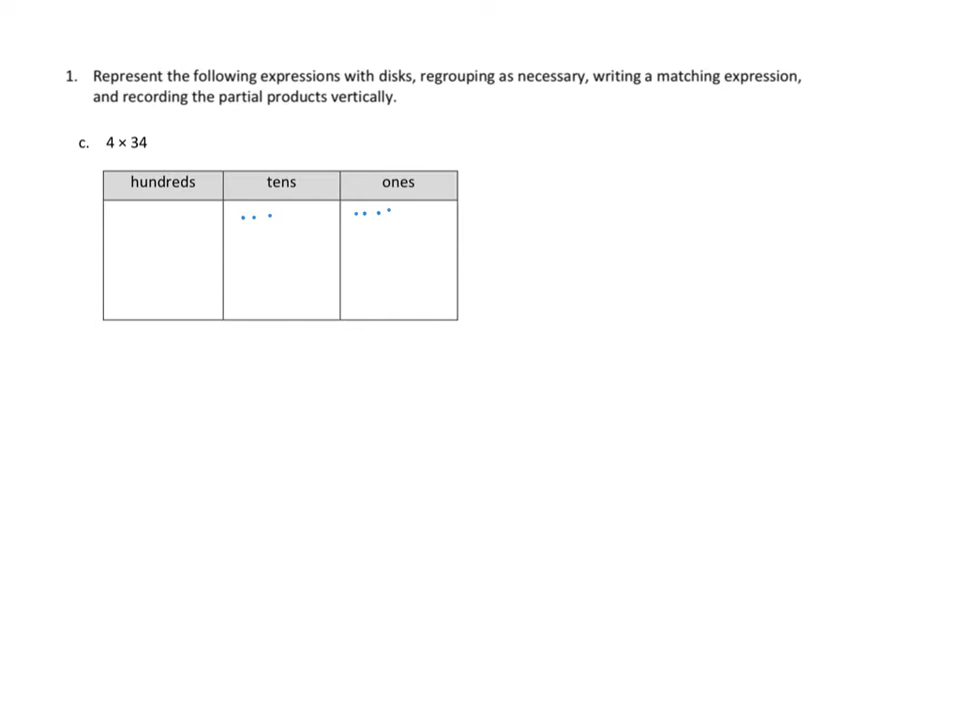 1. Represent the following expressions with disks, regrouping as necessary, writing a matching expression,
and recording the partial products vertically.
c. 4 × 34
hundreds tens ones